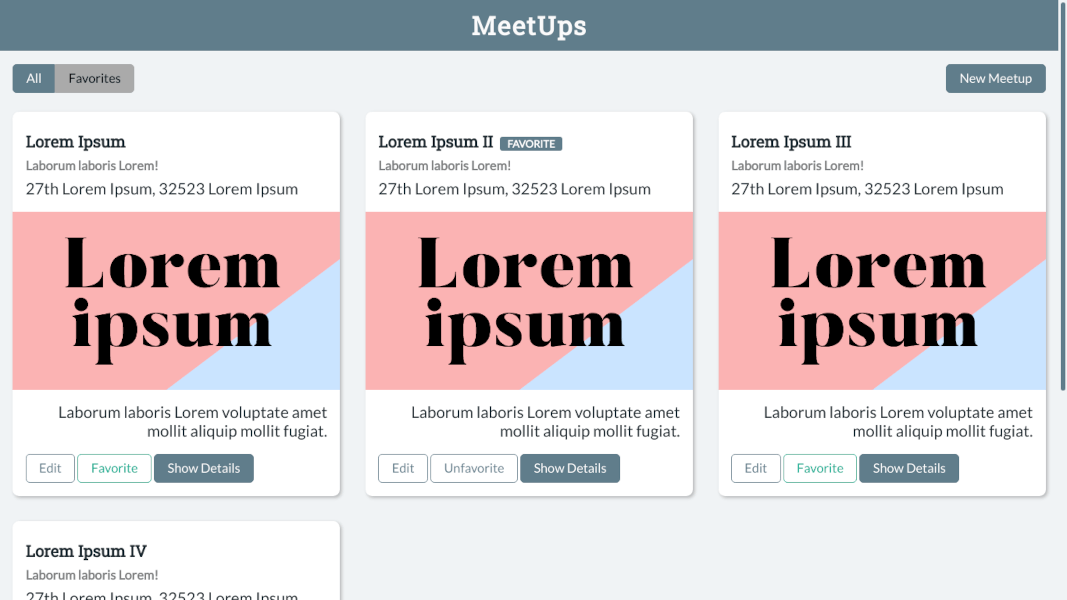 MeetUps
All Favorites New Meetup
Lorem Ipsum
Laborum laboris Lorem!
27th Lorem Ipsum, 32523 Lorem Ipsum
Lorem
ipsum
Laborum laboris Lorem voluptate amet
mollit aliquip mollit fugiat.
Edit Favorite Show Details
Lorem Ipsum II FAVORITE
Laborum laboris Lorem!
27th Lorem Ipsum, 32523 Lorem Ipsum
Lorem
ipsum
Laborum laboris Lorem voluptate amet
mollit aliquip mollit fugiat.
Edit Unfavorite Show Details
Lorem Ipsum III
Laborum laboris Lorem!
27th Lorem Ipsum, 32523 Lorem Ipsum
Lorem
ipsum
Laborum laboris Lorem voluptate amet
mollit aliquip mollit fugiat.
Edit Favorite Show Details
Lorem Ipsum IV
Laborum laboris Lorem!
27th Lorem Ipsum, 32523 Lorem Ipsum